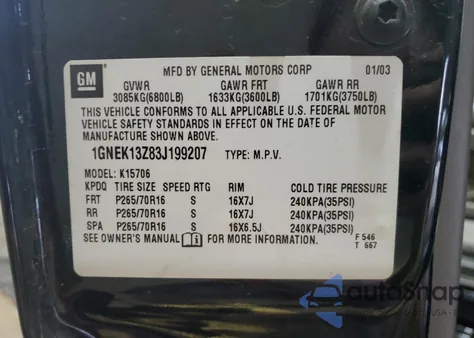 GM
MFD BY GENERAL MOTORS CORP 01/03
GVWR GAWR FRT GAWR RR
3085KG(6800LB) 1633KG(3600LB) 1701KG(3750LB)
THIS VEHICLE CONFORMS TO ALL APPLICABLE U.S. FEDERAL MOTOR
VEHICLE SAFETY STANDARDS IN EFFECT ON THE DATE OF
MANUFACTURE SHOWN ABOVE.
1GNEK13Z83J199207 TYPE: M.P.V.
MODEL: K15706
KPDQ TIRE SIZE SPEED RTG RIM COLD TIRE PRESSURE
FRT P265/70R16 S 16X7J 240KPA(35PSI)
RR P265/70R16 S 16X7J 240KPA(35PSI)
SPA P265/70R16 S 16X6.5J 240KPA(35PSI)
SEE OWNER'S MANUAL FOR MORE INFORMATION. F 546
T 667
autoSnap